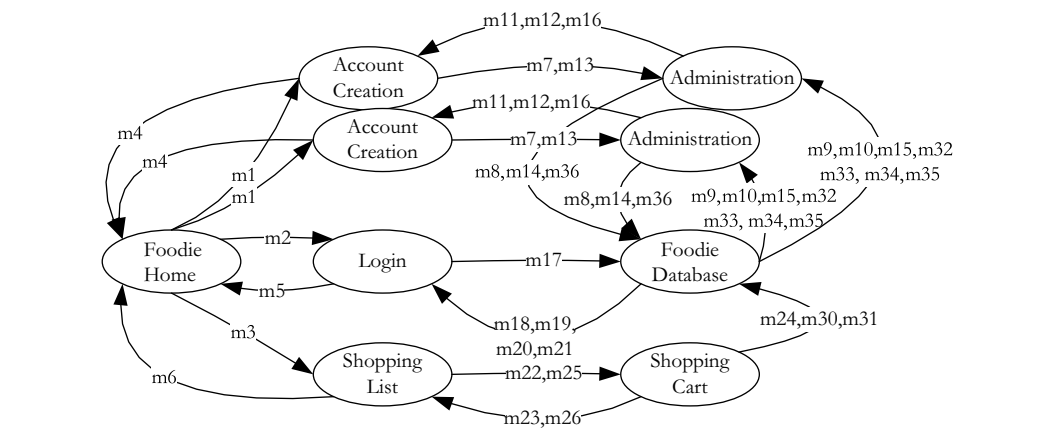 m11,m12,m16
Account
Creation
m7,m13
Administration
m11,m12,m16
m4
Account
Creation
m7,m13
Administration
m4
m9,m10,m15,m32
m33, m34,m35
m1
m8,m14,m36
m1
m8,m14,m36
m9,m10,m15,m32
m33, m34,m35
Foodie
Home
m2
Login
m17
Foodie
Database
m5
m18,m19,
m20,m21
m24,m30,m31
m3
Shopping
List
m22,m25
Shopping
Cart
m6
m23,m26